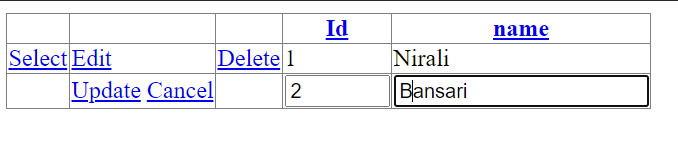 Id name
Select Edit Delete 1 Nirali
Update Cancel 2 Bansari